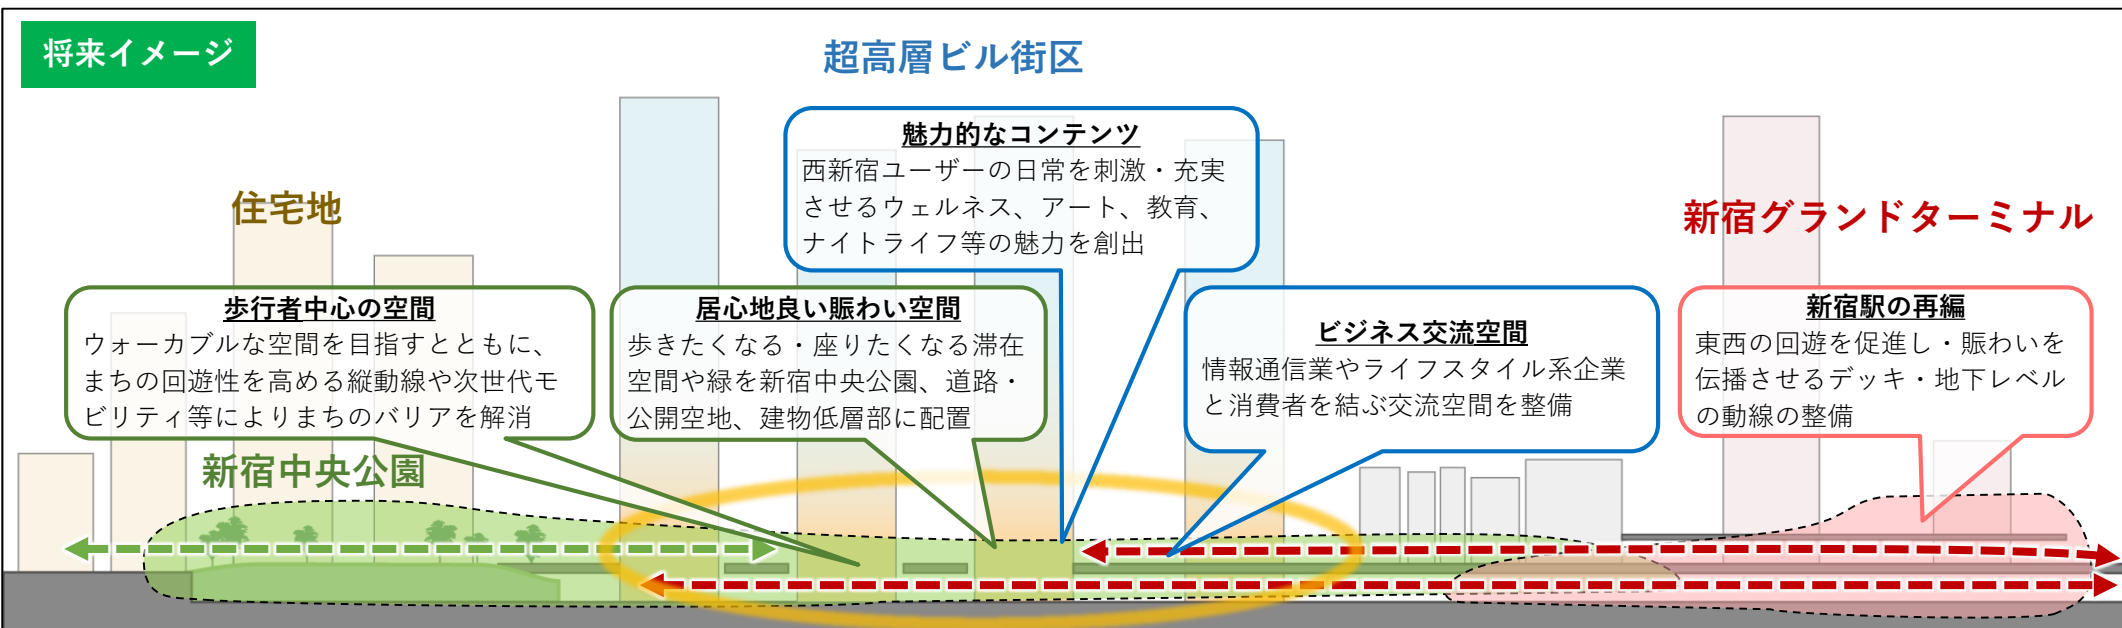 将来イメージ
超高層ビル街区
住宅地
新宿グランドターミナル
新宿中央公園
魅力的なコンテンツ
西新宿ユーザーの日常を刺激・充実
させるウェルネス、アート、教育、
ナイトライフ等の魅力を創出
歩行者中心の空間
ウォーカブルな空間を目指すとともに、
まちの回遊性を高める縦動線や次世代モ
ビリティ等によりまちのバリアを解消
居心地良い賑わい空間
歩きたくなる・座りたくなる滞在
空間や緑を新宿中央公園、道路・
公開空地、建物低層部に配置
ビジネス交流空間
情報通信業やライフスタイル系企業
と消費者を結ぶ交流空間を整備
新宿駅の再編
東西の回遊を促進し・賑わいを
伝播させるデッキ・地下レベル
の動線の整備